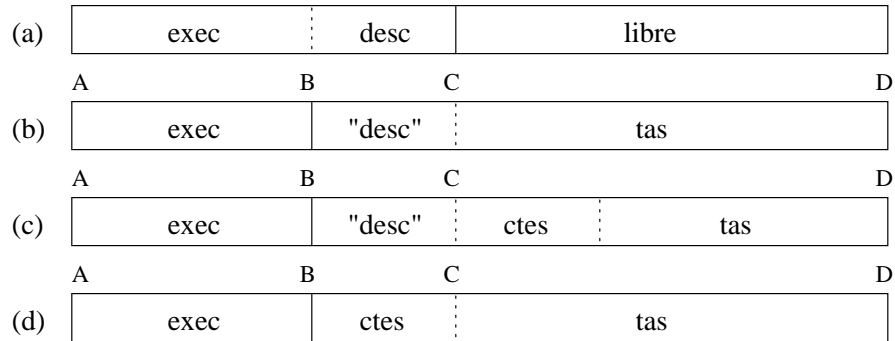 (a) exec desc libre
A B C D
(b) exec "desc" tas
A B C D
(c) exec "desc" ctes tas
A B C D
(d) exec ctes tas